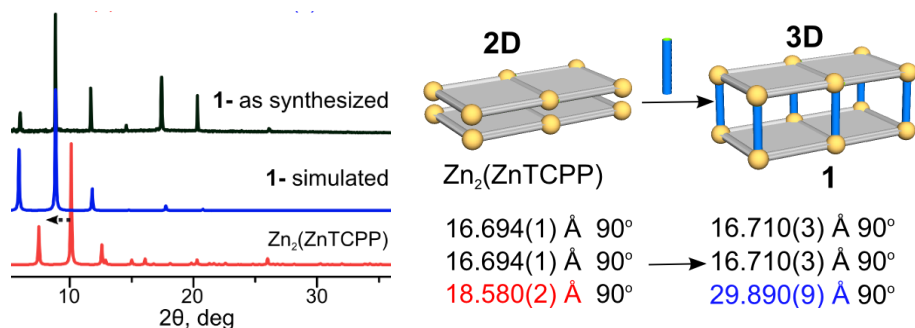 1- as synthesized
1- simulated
Zn₂(ZnTCPP)
10
20
30
2θ, deg
2D
3D
Zn₂(ZnTCPP)
1
16.694(1) Å 90°
16.694(1) Å 90°
18.580(2) Å 90°
16.710(3) Å 90°
16.710(3) Å 90°
29.890(9) Å 90°